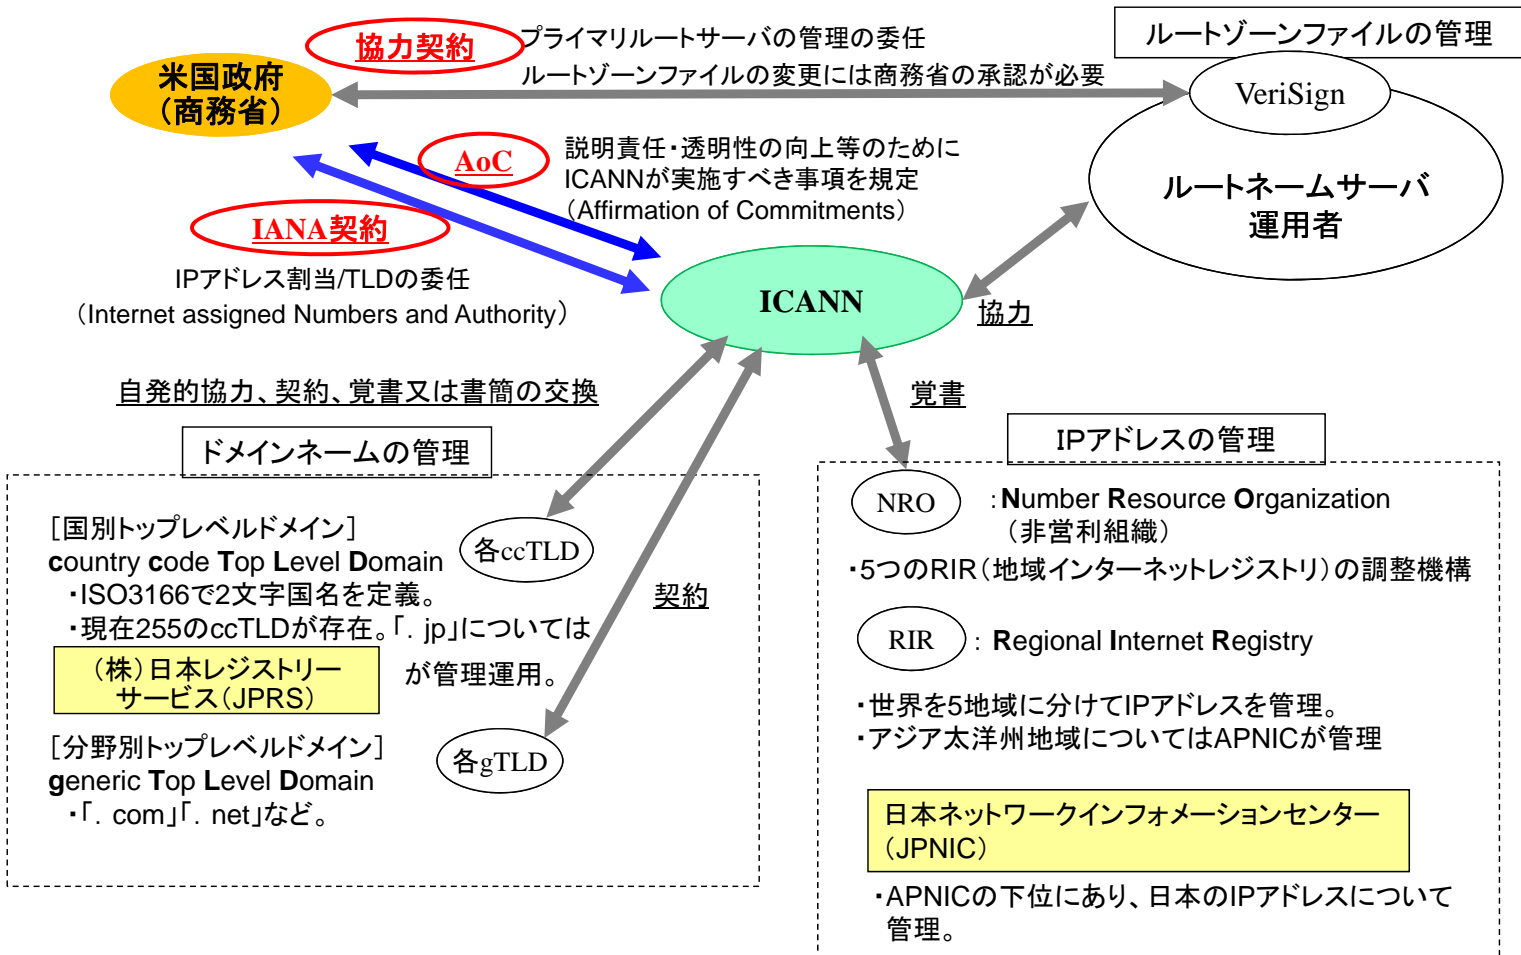 協力契約
プライマリルートサーバの管理の委任
ルートゾーンファイルの変更には商務省の承認が必要
ルートゾーンファイルの管理
米国政府
（商務省）
VeriSign
ルートネームサーバ
運用者
AoC
説明責任・透明性の向上等のために
ICANNが実施すべき事項を規定
（Affirmation of Commitments）
IANA契約
IPアドレス割当/TLDの委任
（Internet assigned Numbers and Authority）
ICANN
協力
自発的協力、契約、覚書又は書簡の交換
覚書
契約
ドメインネームの管理
［国別トップレベルドメイン］
country code Top Level Domain
・ISO3166で2文字国名を定義。
・現在255のccTLDが存在。「．jp」については
（株）日本レジストリー
サービス（JPRS）
が管理運用。
各ccTLD
［分野別トップレベルドメイン］
generic Top Level Domain
・「．com」「．net」など。
各gTLD
IPアドレスの管理
NRO
：Number Resource Organization
（非営利組織）
・5つのRIR（地域インターネットレジストリ）の調整機構
RIR
：Regional Internet Registry
・世界を5地域に分けてIPアドレスを管理。
・アジア太洋州地域についてはAPNICが管理
日本ネットワークインフォメーションセンター
（JPNIC）
・APNICの下位にあり、日本のIPアドレスについて
管理。